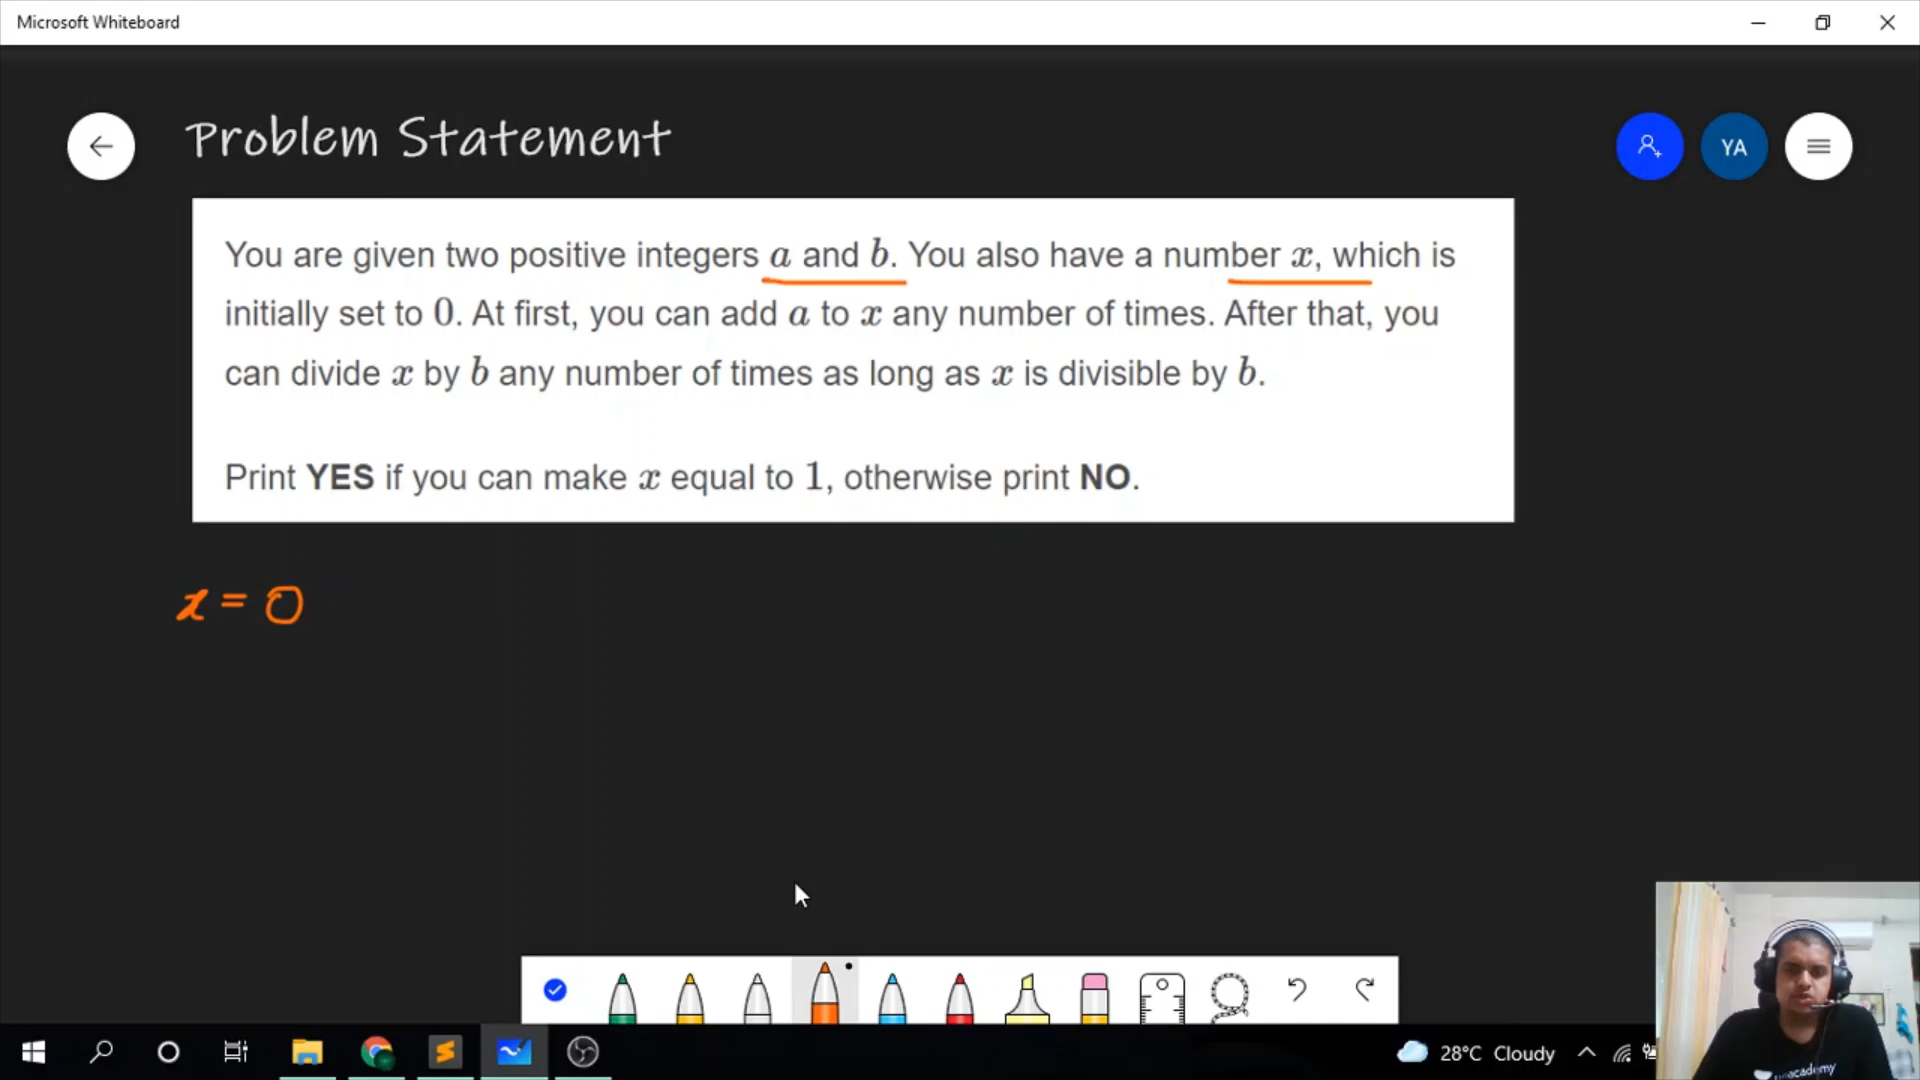 Microsoft Whiteboard
Problem Statement
YA
You are given two positive integers a and b. You also have a number x, which is
initially set to 0. At first, you can add a to x any number of times. After that, you
can divide x by b any number of times as long as x is divisible by b.
Print YES if you can make x equal to 1, otherwise print NO.
x = 0
28°C Cloudy